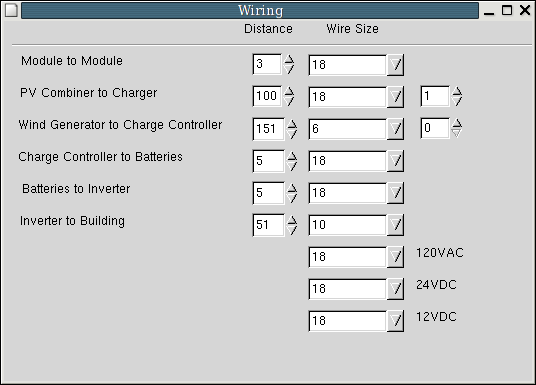 Wiring
Distance Wire Size
Module to Module 3 18
PV Combiner to Charger 100 18 1
Wind Generator to Charge Controller 151 6 0
Charge Controller to Batteries 5 18
Batteries to Inverter 5 18
Inverter to Building 51 10
18 120VAC
18 24VDC
18 12VDC